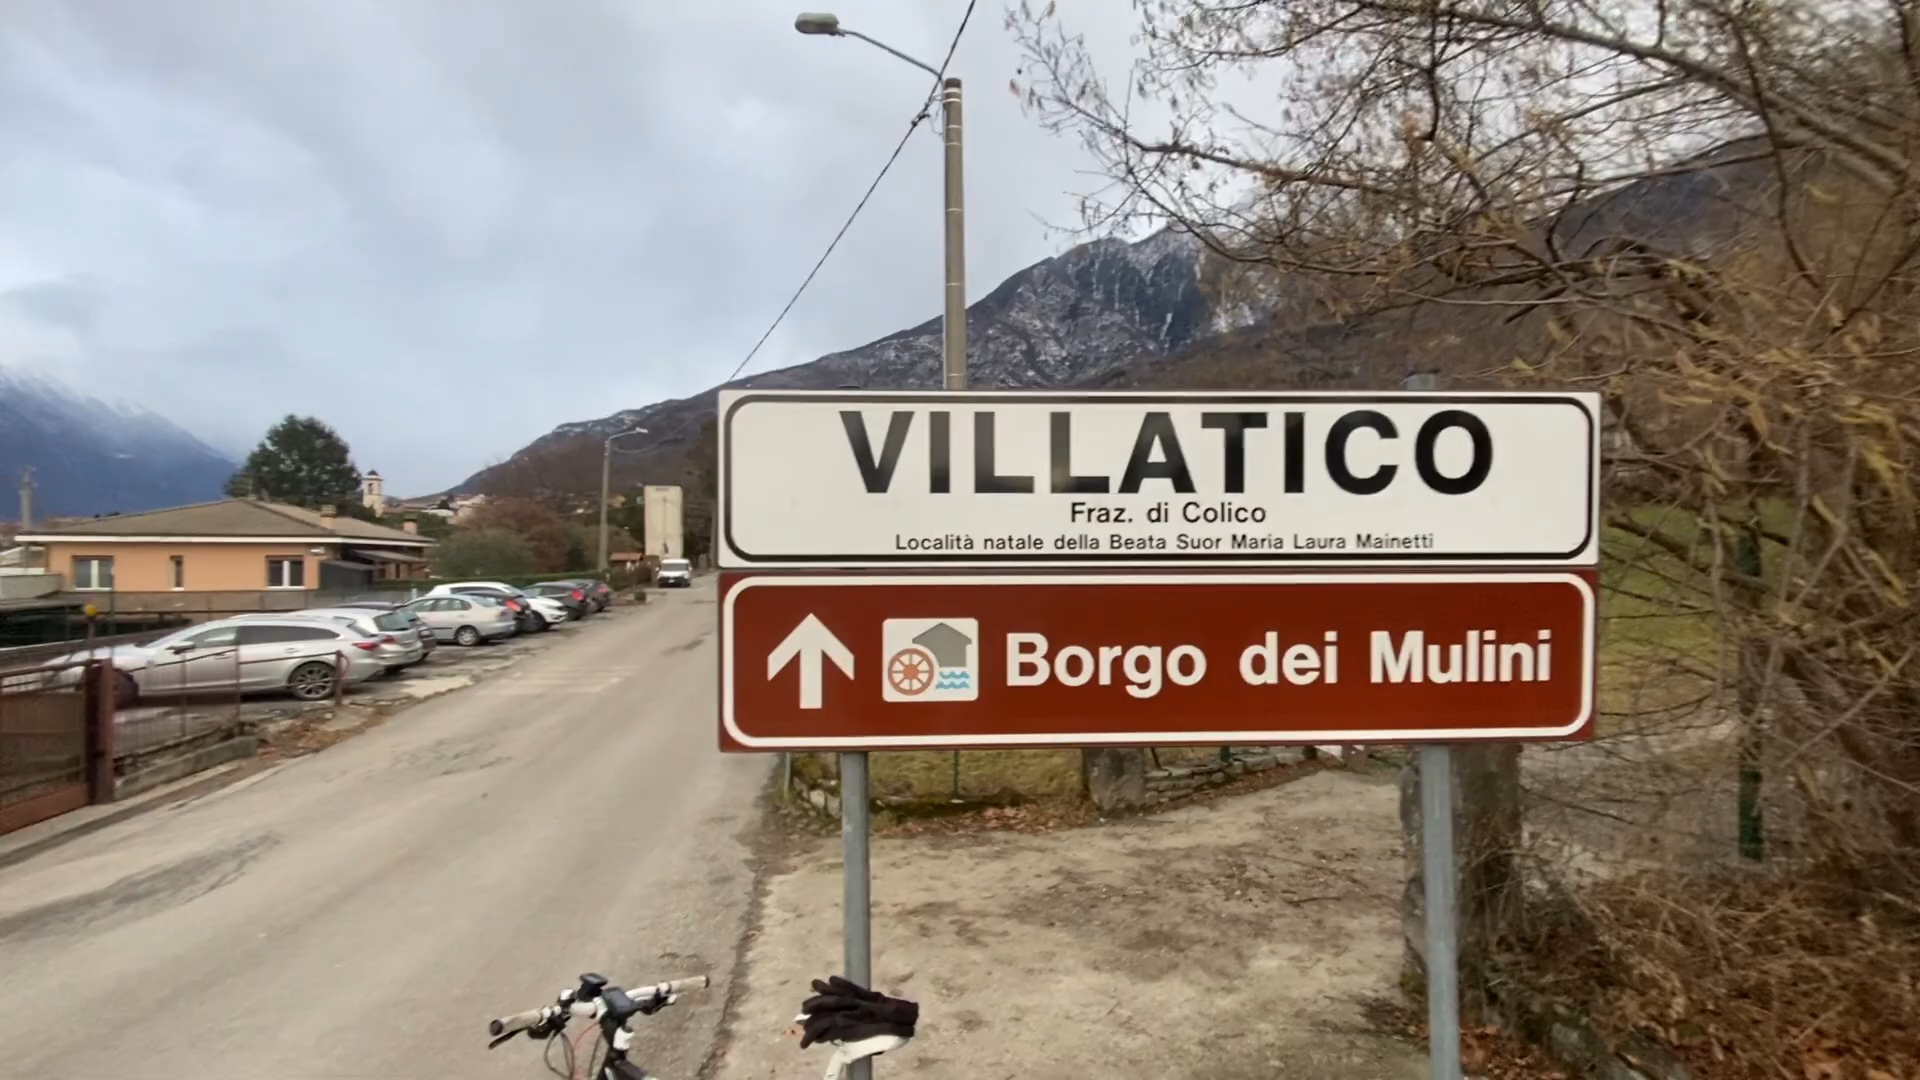 VILLATICO
Fraz. di Colico
Località natale della Beata Suor Maria Laura Mainetti
Borgo dei Mulini